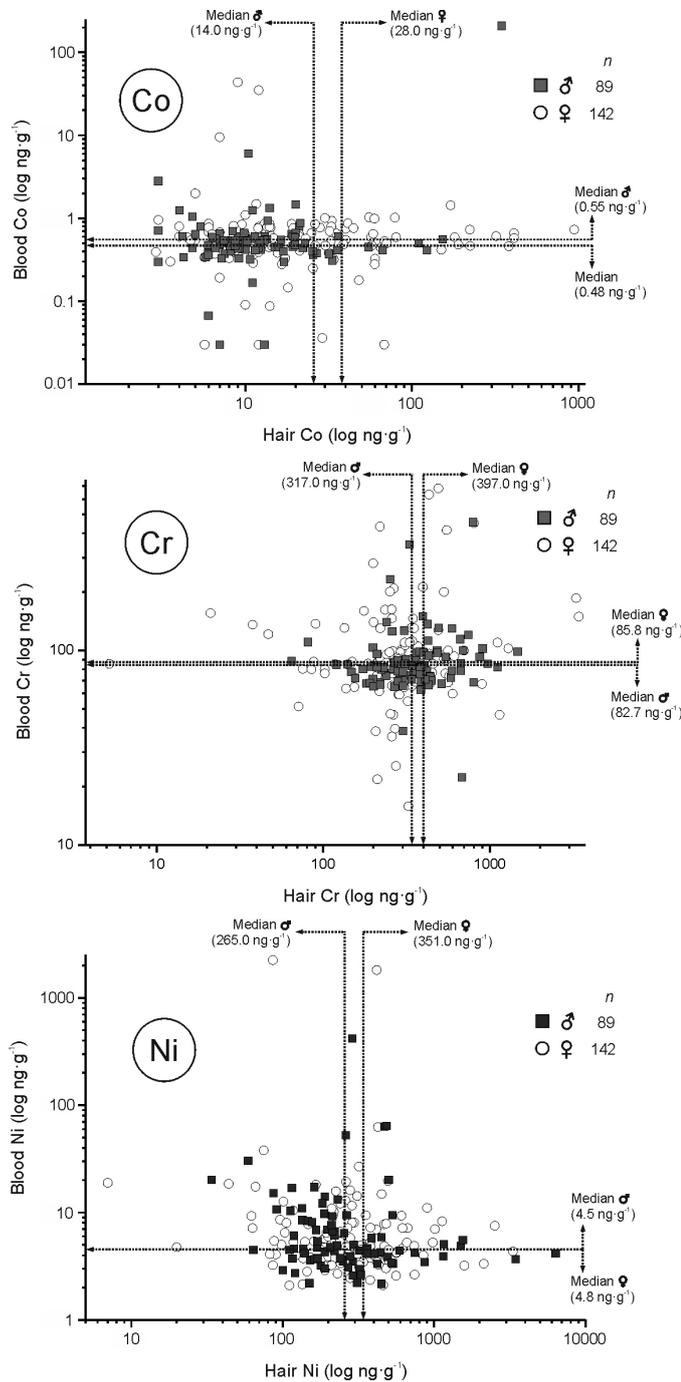 Median ♂
(14.0 ng·g⁻¹)
Median ♀
(28.0 ng·g⁻¹)
Co
n
♂ 89
♀ 142
100
10
1
0.1
0.01
Blood Co (log ng·g⁻¹)
Median ♂
(0.55 ng·g⁻¹)
Median
(0.48 ng·g⁻¹)
10 100 1000
Hair Co (log ng·g⁻¹)
Median ♂
(317.0 ng·g⁻¹)
Median ♀
(397.0 ng·g⁻¹)
Cr
n
♂ 89
♀ 142
100
10
Blood Cr (log ng·g⁻¹)
Median ♀
(85.8 ng·g⁻¹)
Median ♂
(82.7 ng·g⁻¹)
10 100 1000
Hair Cr (log ng·g⁻¹)
Median ♂
(265.0 ng·g⁻¹)
Median ♀
(351.0 ng·g⁻¹)
Ni
n
♂ 89
♀ 142
1000
100
10
1
Blood Ni (log ng·g⁻¹)
Median ♂
(4.5 ng·g⁻¹)
Median ♀
(4.8 ng·g⁻¹)
10 100 1000 10000
Hair Ni (log ng·g⁻¹)